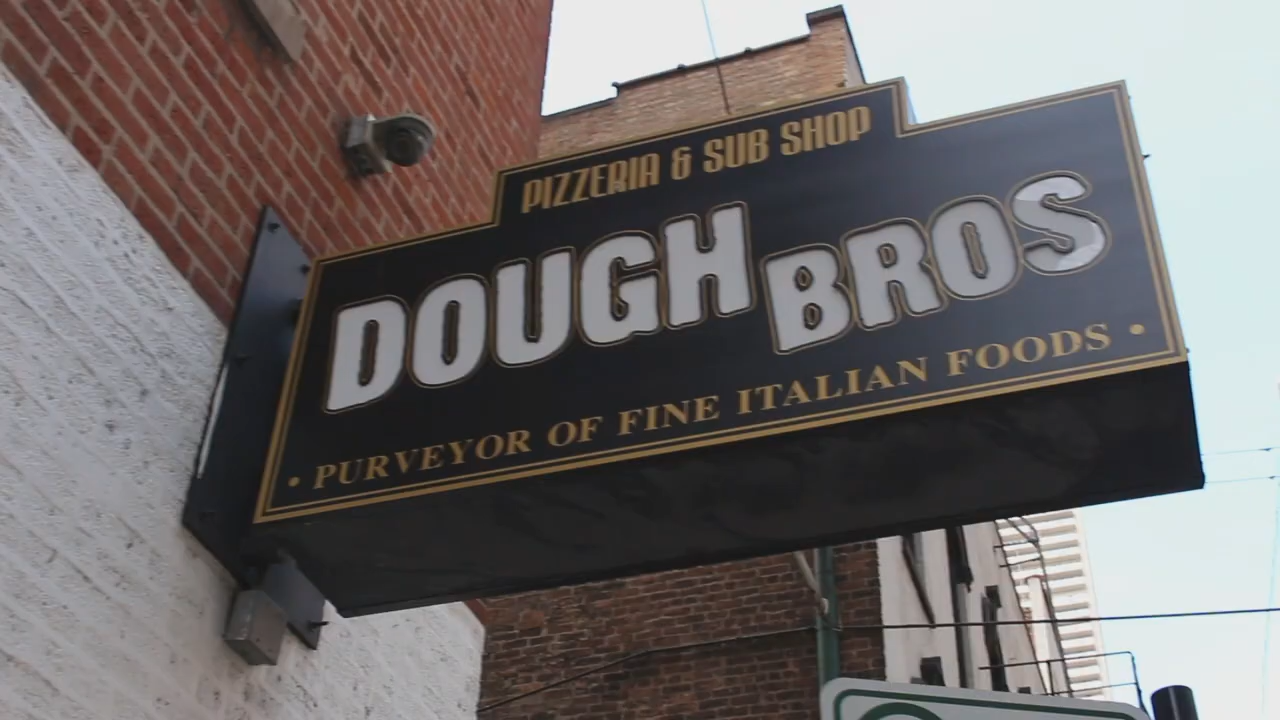 PIZZERIA & SUB SHOP
DOUGH BROS
• PURVEYOR OF FINE ITALIAN FOODS •